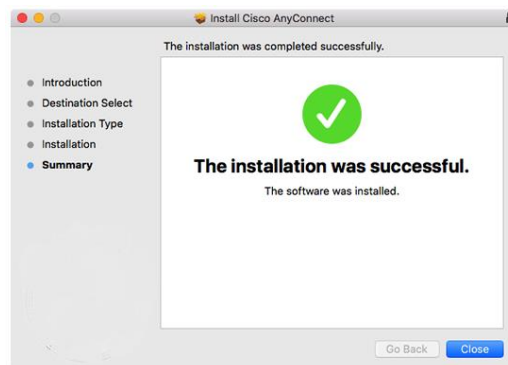 Install Cisco AnyConnect
The installation was completed successfully.
Introduction
Destination Select
Installation Type
Installation
Summary
The installation was successful.
The software was installed.
Go Back
Close